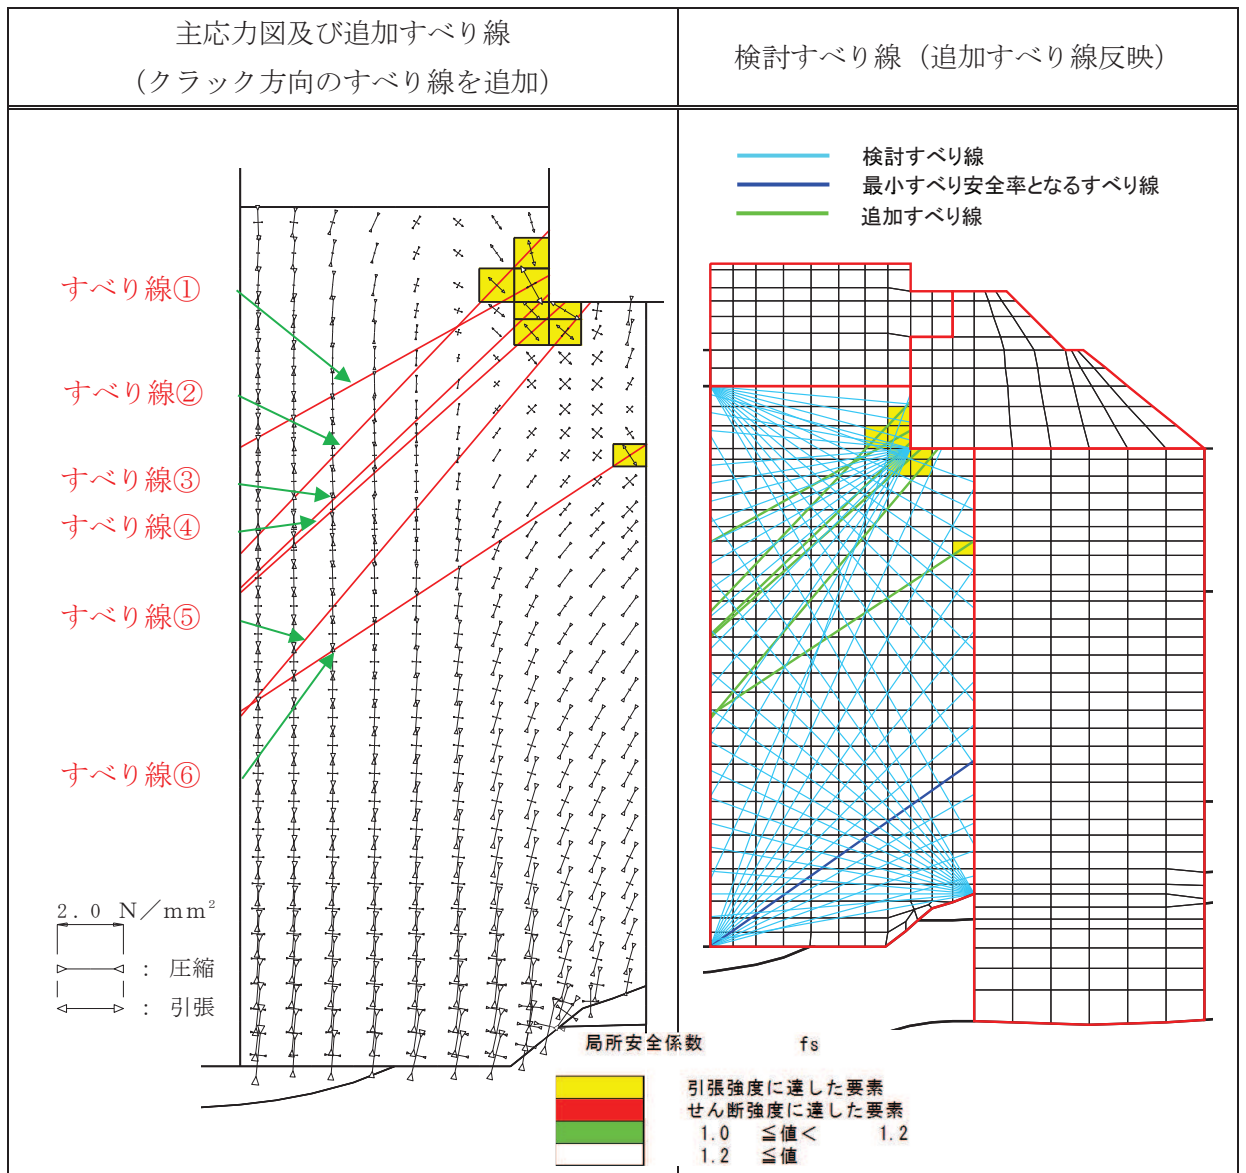 主応力図及び追加すべり線
（クラック方向のすべり線を追加）
検討すべり線（追加すべり線反映）
すべり線①
すべり線②
すべり線③
すべり線④
すべり線⑤
すべり線⑥
2.0 N／mm²
： 圧縮
： 引張
検討すべり線
最小すべり安全率となるすべり線
追加すべり線
局所安全係数 fs
引張強度に達した要素
せん断強度に達した要素
1.0 ≦値< 1.2
1.2 ≦値